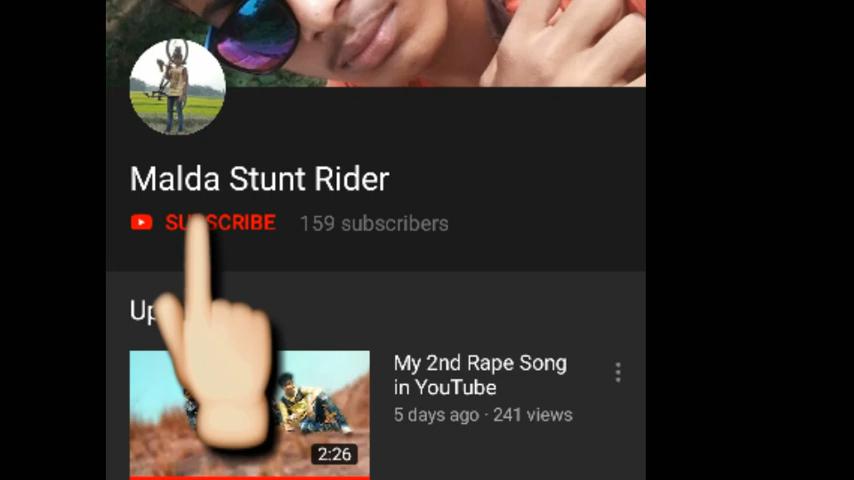 Malda Stunt Rider
SUBSCRIBE 159 subscribers
Up
My 2nd Rape Song
in YouTube
5 days ago · 241 views
2:26